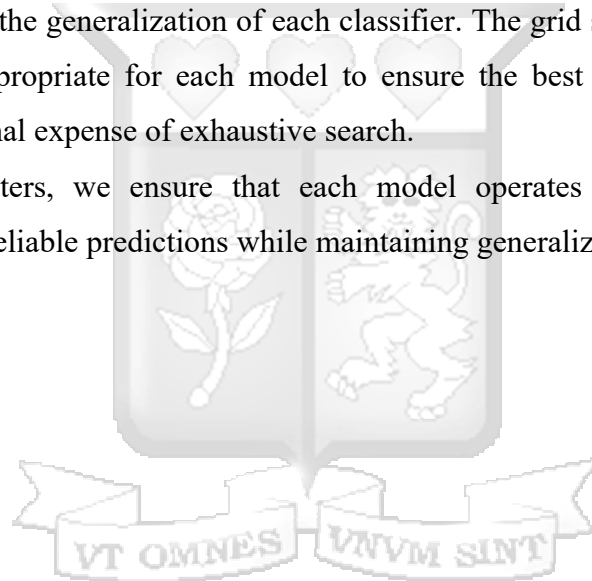 the generalization of each classifier. The grid s
propriate for each model to ensure the best
nal expense of exhaustive search.
ters, we ensure that each model operates
eliable predictions while maintaining generaliz
VT OMNES VNVM SINT